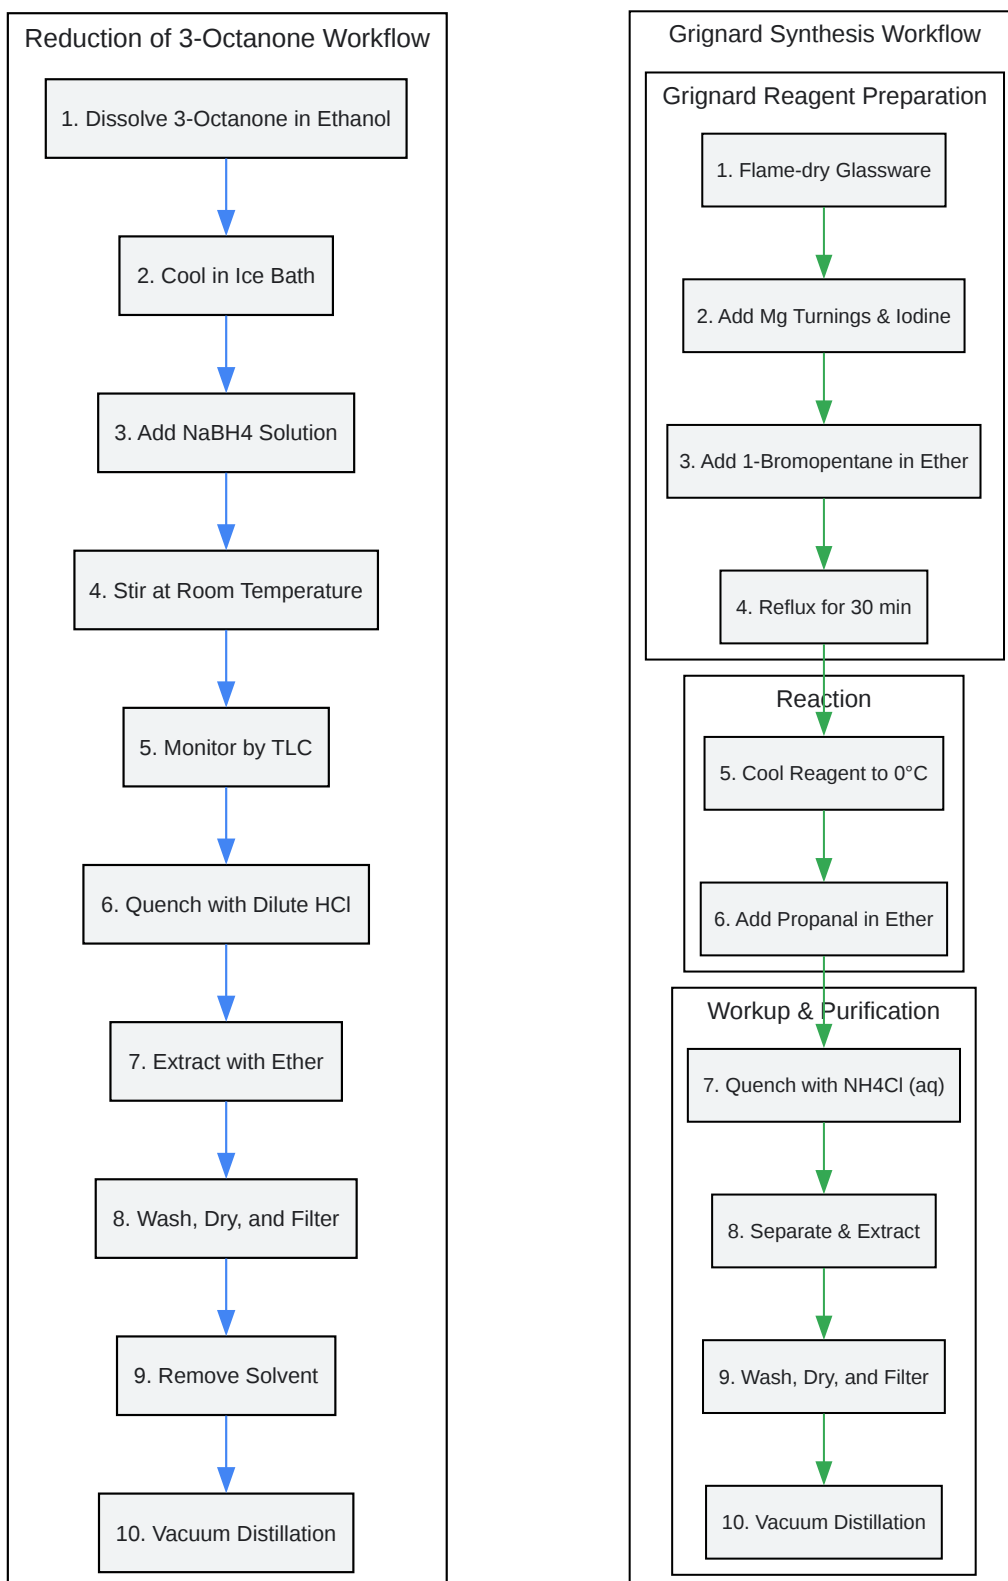 Reduction of 3-Octanone Workflow
1. Dissolve 3-Octanone in Ethanol
2. Cool in Ice Bath
3. Add NaBH4 Solution
4. Stir at Room Temperature
5. Monitor by TLC
6. Quench with Dilute HCl
7. Extract with Ether
8. Wash, Dry, and Filter
9. Remove Solvent
10. Vacuum Distillation
Grignard Synthesis Workflow
Grignard Reagent Preparation
1. Flame-dry Glassware
2. Add Mg Turnings & Iodine
3. Add 1-Bromopentane in Ether
4. Reflux for 30 min
Reaction
5. Cool Reagent to 0°C
6. Add Propanal in Ether
Workup & Purification
7. Quench with NH4Cl (aq)
8. Separate & Extract
9. Wash, Dry, and Filter
10. Vacuum Distillation